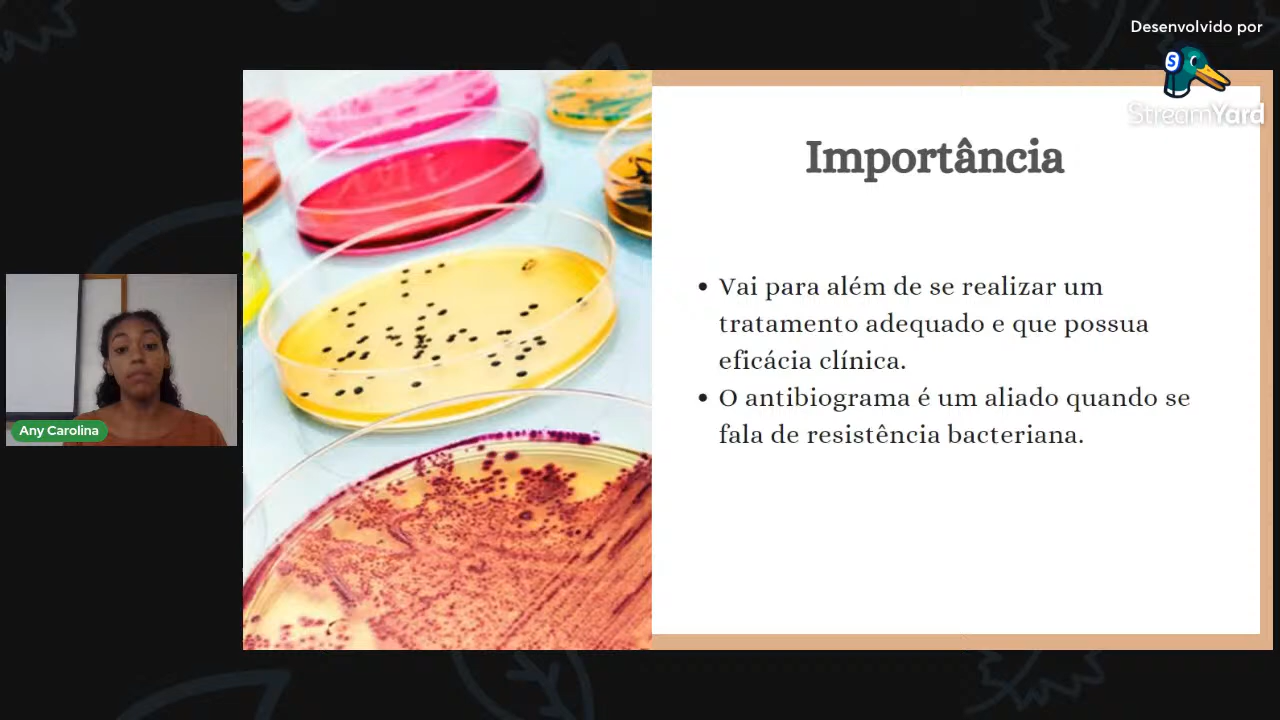 Desenvolvido por
S
StreamYard
Importância
• Vai para além de se realizar um
tratamento adequado e que possua
eficácia clínica.
• O antibiograma é um aliado quando se
fala de resistência bacteriana.
Any Carolina